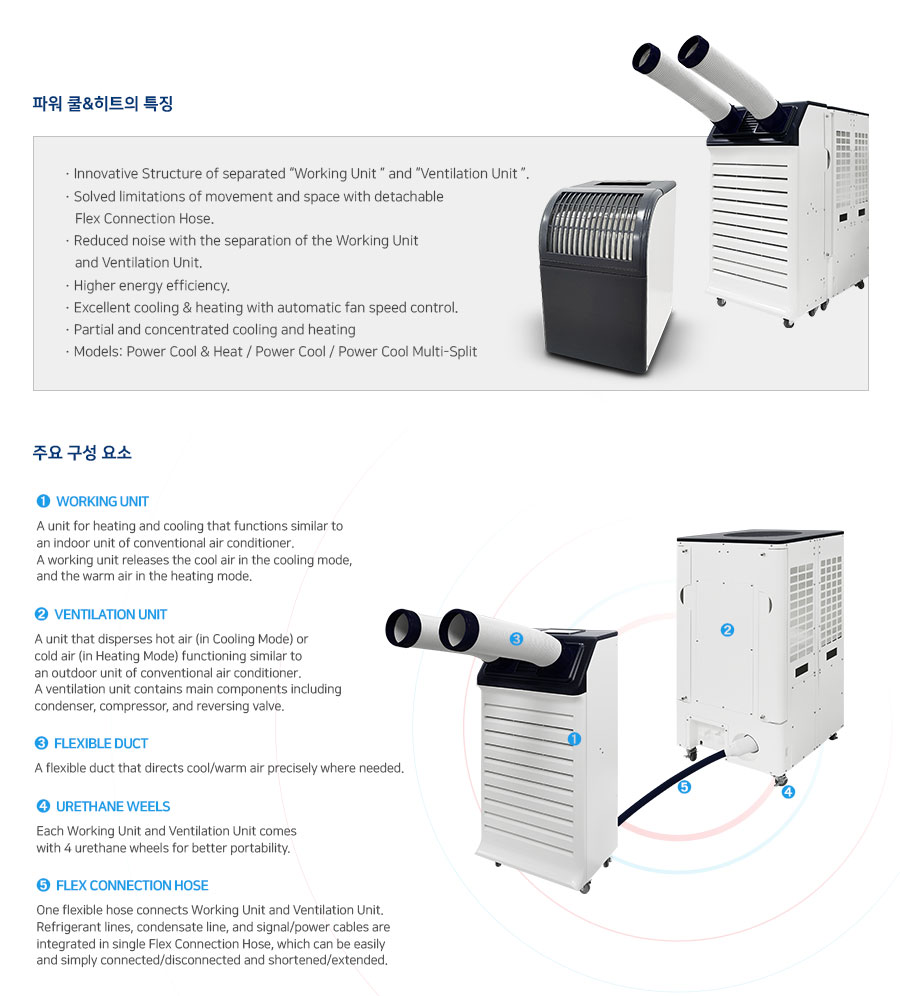 파워 쿨&히트의 특징
· Innovative Structure of separated “Working Unit “ and “Ventilation Unit ”.
· Solved limitations of movement and space with detachable
Flex Connection Hose.
· Reduced noise with the separation of the Working Unit
and Ventilation Unit.
· Higher energy efficiency.
· Excellent cooling & heating with automatic fan speed control.
· Partial and concentrated cooling and heating
· Models: Power Cool & Heat / Power Cool / Power Cool Multi-Split
주요 구성 요소
1 WORKING UNIT
A unit for heating and cooling that functions similar to
an indoor unit of conventional air conditioner.
A working unit releases the cool air in the cooling mode,
and the warm air in the heating mode.
2 VENTILATION UNIT
A unit that disperses hot air (in Cooling Mode) or
cold air (in Heating Mode) functioning similar to
an outdoor unit of conventional air conditioner.
A ventilation unit contains main components including
condenser, compressor, and reversing valve.
3 FLEXIBLE DUCT
A flexible duct that directs cool/warm air precisely where needed.
4 URETHANE WEELS
Each Working Unit and Ventilation Unit comes
with 4 urethane wheels for better portability.
5 FLEX CONNECTION HOSE
One flexible hose connects Working Unit and Ventilation Unit.
Refrigerant lines, condensate line, and signal/power cables are
integrated in single Flex Connection Hose, which can be easily
and simply connected/disconnected and shortened/extended.
2
3
1
5
4